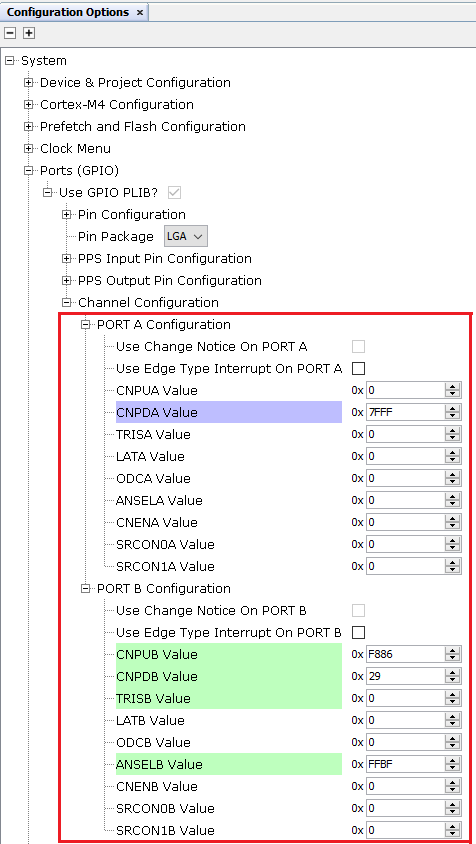 Configuration Options ×
System
Device & Project Configuration
Cortex-M4 Configuration
Prefetch and Flash Configuration
Clock Menu
Ports (GPIO)
Use GPIO PLIB?
Pin Configuration
Pin Package LGA
PPS Input Pin Configuration
PPS Output Pin Configuration
Channel Configuration
PORT A Configuration
Use Change Notice On PORT A
Use Edge Type Interrupt On PORT A
CNPUA Value 0x 0
CNPDA Value 0x 7FFF
TRISA Value 0x 0
LATA Value 0x 0
ODCA Value 0x 0
ANSELA Value 0x 0
CNENA Value 0x 0
SRCON0A Value 0x 0
SRCON1A Value 0x 0
PORT B Configuration
Use Change Notice On PORT B
Use Edge Type Interrupt On PORT B
CNPUB Value 0x F886
CNPDB Value 0x 29
TRISB Value 0x 0
LATB Value 0x 0
ODCB Value 0x 0
ANSELB Value 0x FFBF
CNENB Value 0x 0
SRCON0B Value 0x 0
SRCON1B Value 0x 0